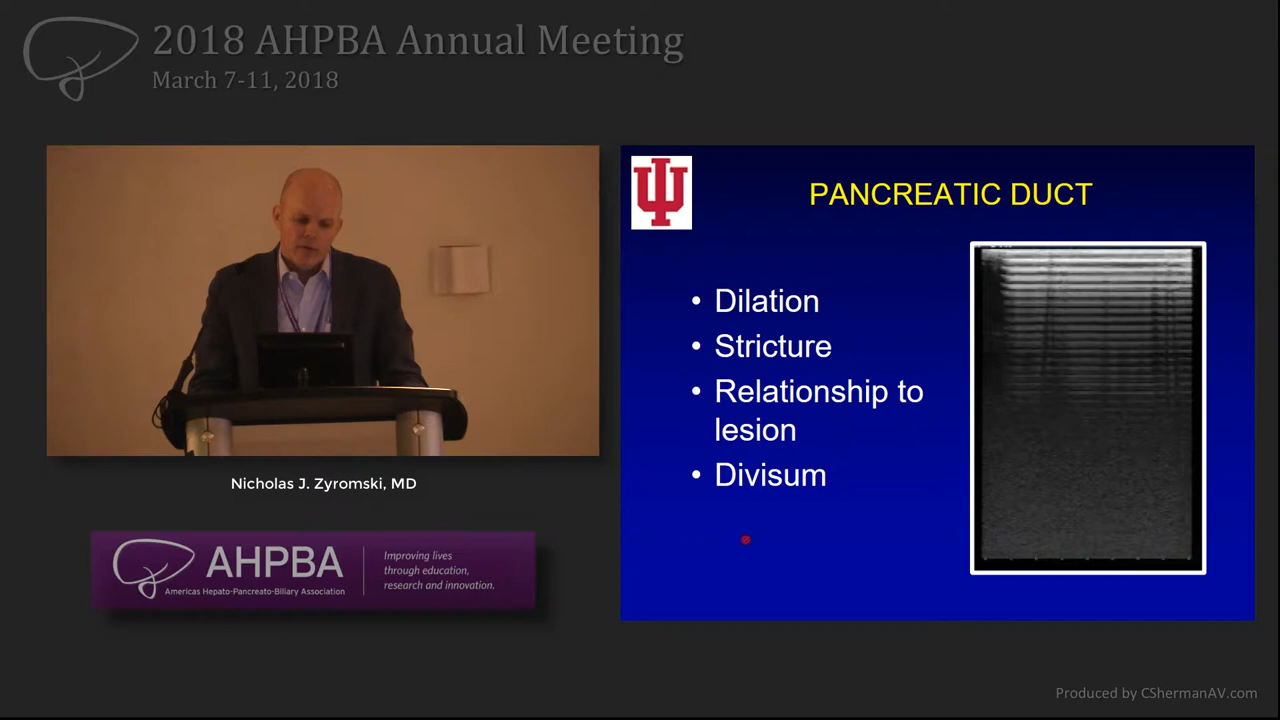 2018 AHPBA Annual Meeting
March 7-11, 2018
PANCREATIC DUCT
• Dilation
• Stricture
• Relationship to
lesion
• Divisum
Nicholas J. Zyromski, MD
AHPBA
Americas Hepato-Pancreato-Biliary Association
Improving lives
through education,
research and innovation.
Produced by CShermanAV.com